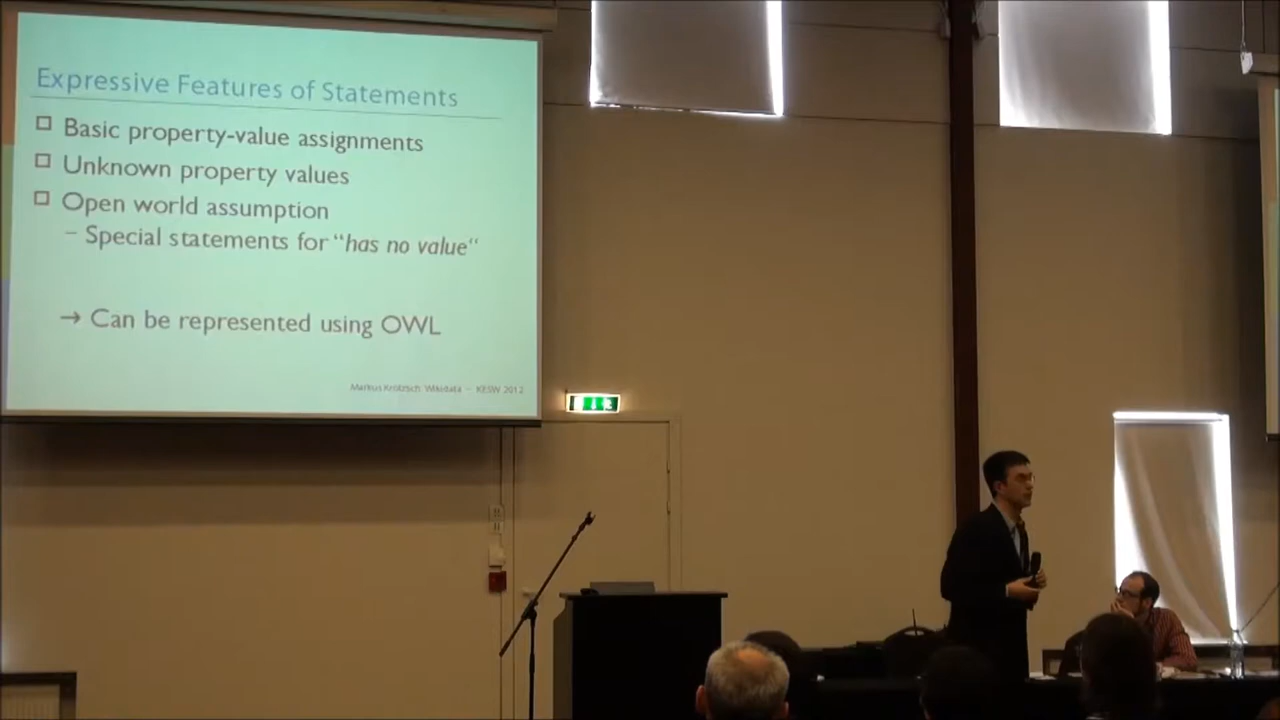 Expressive Features of Statements
Basic property-value assignments
Unknown property values
Open world assumption
– Special statements for “has no value“
→ Can be represented using OWL
Markus Krötzsch: Wikidata – KESW 2012